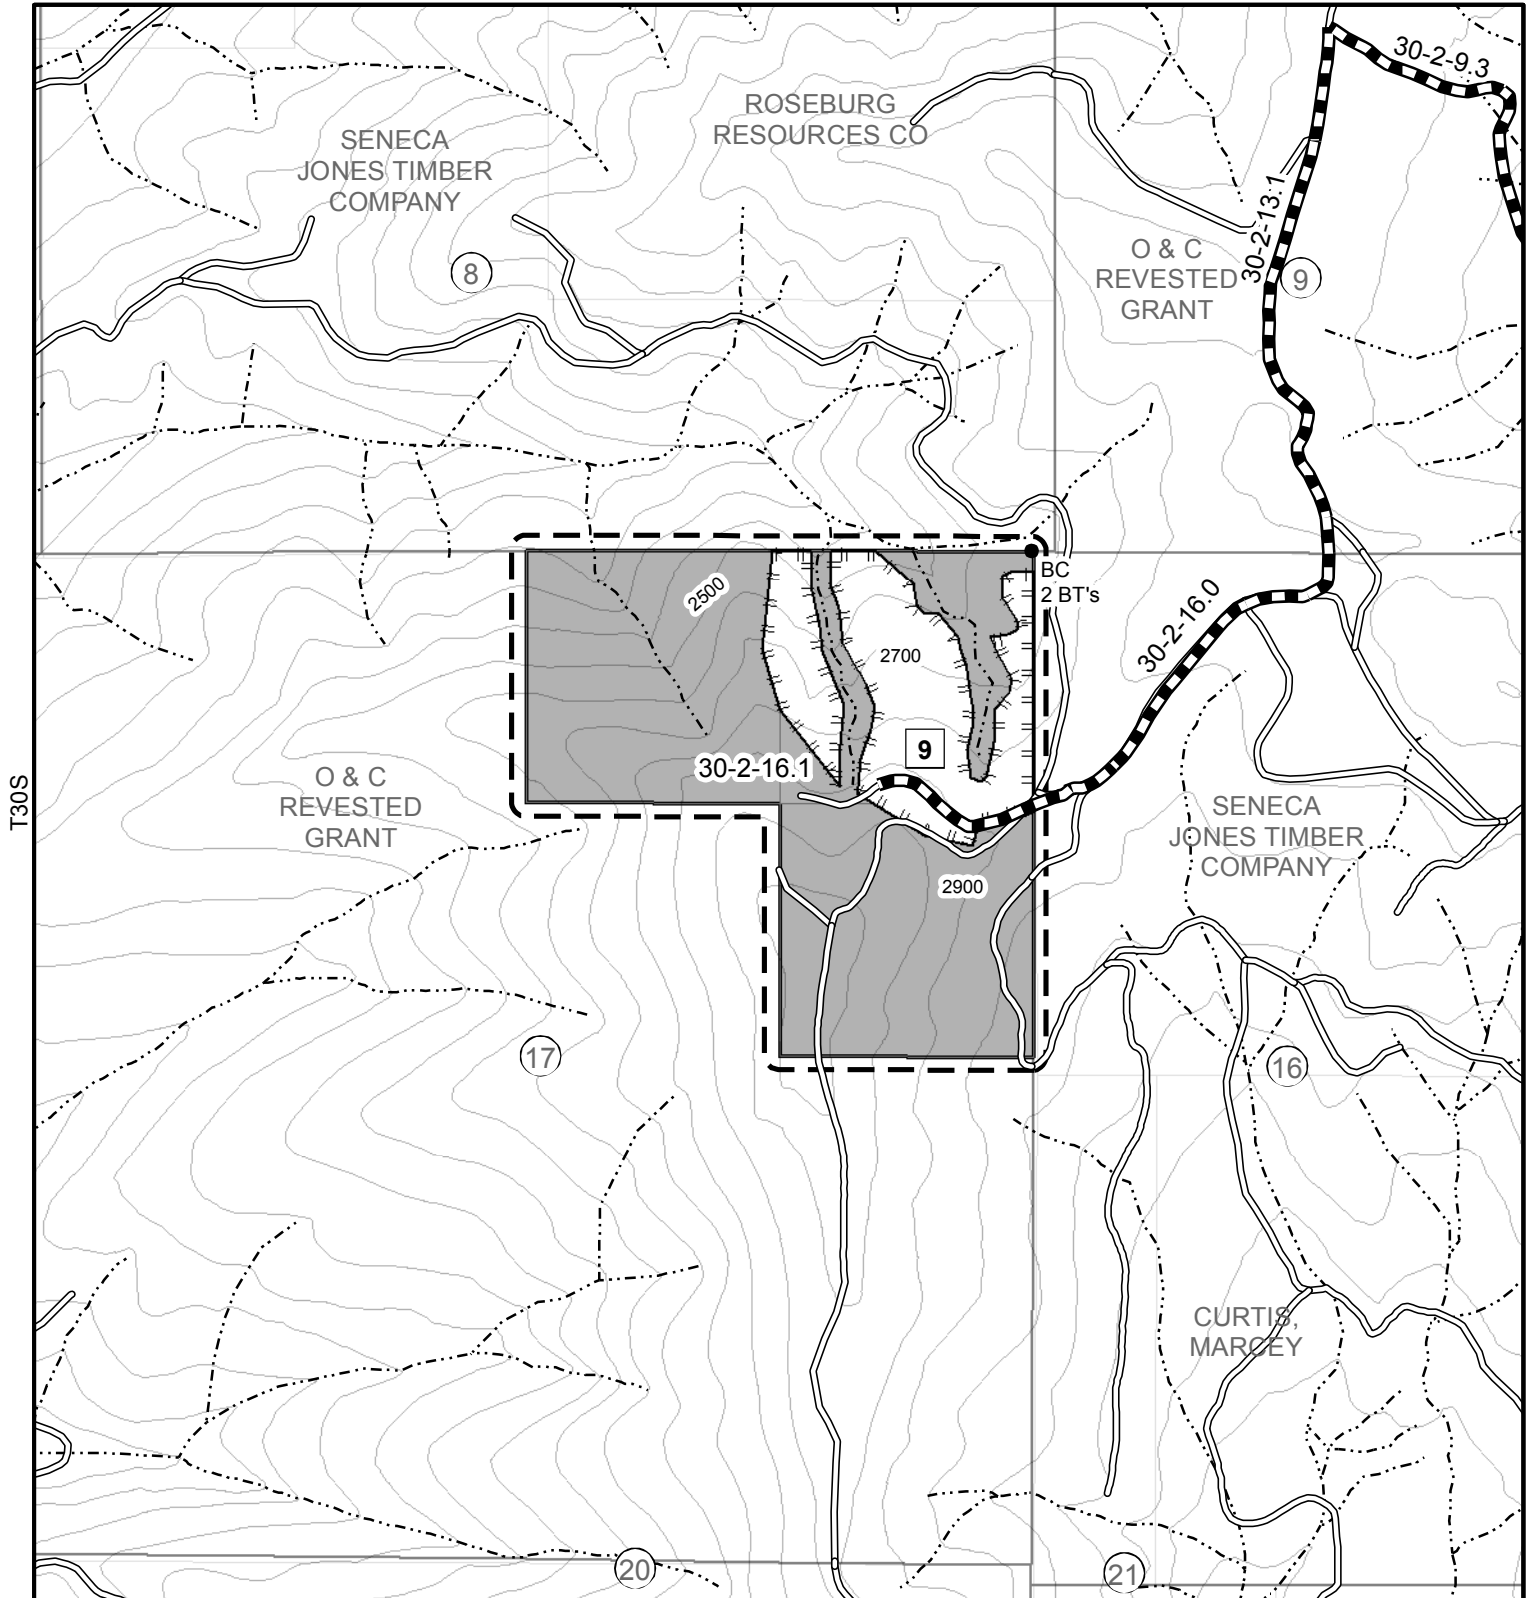 30-2-9.3
ROSEBURG
RESOURCES CO
SENECA
JONES TIMBER
COMPANY
30-2-13.1
O & C
REVESTED
GRANT
8
9
BC
2 BT's
2500
30-2-16.0
2700
9
30-2-16.1
T30S
O & C
REVESTED
GRANT
SENECA
JONES TIMBER
COMPANY
2900
17
16
CURTIS,
MARCEY
20
21